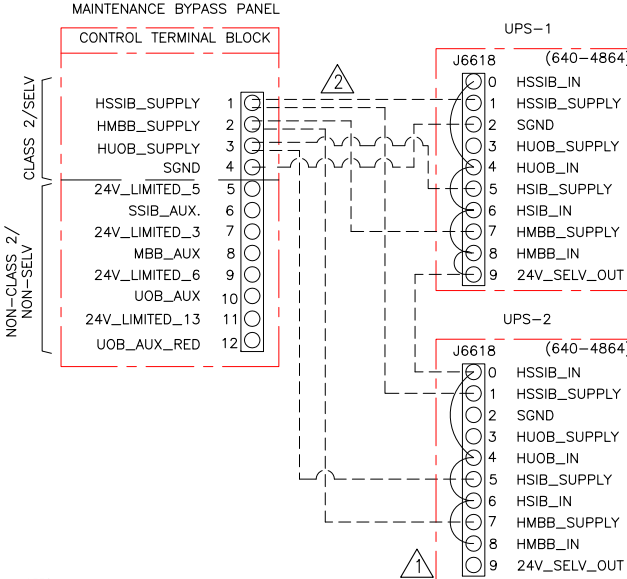 MAINTENANCE BYPASS PANEL
CONTROL TERMINAL BLOCK
CLASS 2/SELV
HSSIB_SUPPLY 1
HMBB_SUPPLY 2
HUOB_SUPPLY 3
SGND 4
NON-CLASS 2/
NON-SELV
24V_LIMITED_5 5
SSIB_AUX. 6
24V_LIMITED_3 7
MBB_AUX 8
24V_LIMITED_6 9
UOB_AUX 10
24V_LIMITED_13 11
UOB_AUX_RED 12
2
UPS-1
J6618 (640-4864)
0 HSSIB_IN
1 HSSIB_SUPPLY
2 SGND
3 HUOB_SUPPLY
4 HUOB_IN
5 HSIB_SUPPLY
6 HSIB_IN
7 HMBB_SUPPLY
8 HMBB_IN
9 24V_SELV_OUT
UPS-2
J6618 (640-4864)
0 HSSIB_IN
1 HSSIB_SUPPLY
2 SGND
3 HUOB_SUPPLY
4 HUOB_IN
5 HSIB_SUPPLY
6 HSIB_IN
7 HMBB_SUPPLY
8 HMBB_IN
9 24V_SELV_OUT
1